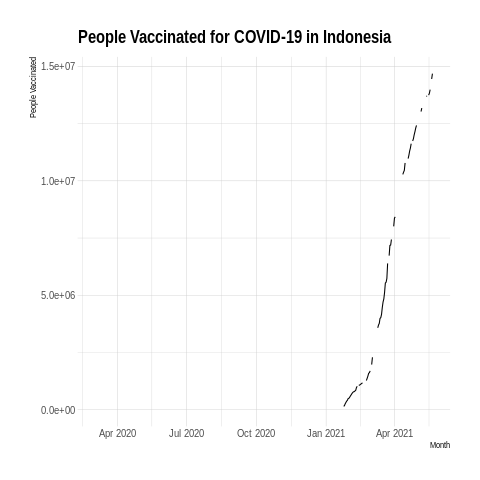 People Vaccinated for COVID-19 in Indonesia
People Vaccinated
1.5e+07
1.0e+07
5.0e+06
0.0e+00
Apr 2020 Jul 2020 Oct 2020 Jan 2021 Apr 2021
Month